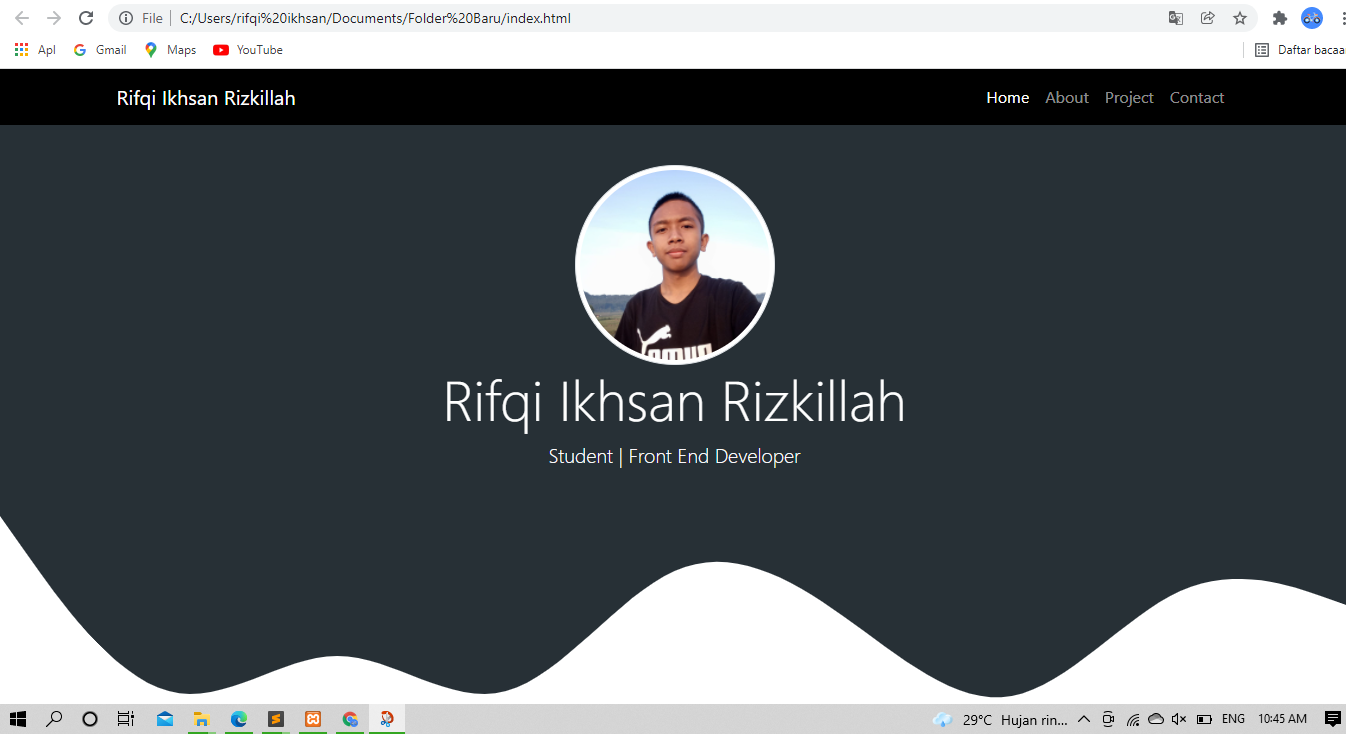 File
C:/Users/rifqi%20ikhsan/Documents/Folder%20Baru/index.html
Apl Gmail Maps YouTube Daftar bacaa
Rifqi Ikhsan Rizkillah Home About Project Contact
Rifqi Ikhsan Rizkillah
Student | Front End Developer
29°C Hujan rin... ENG 10:45 AM